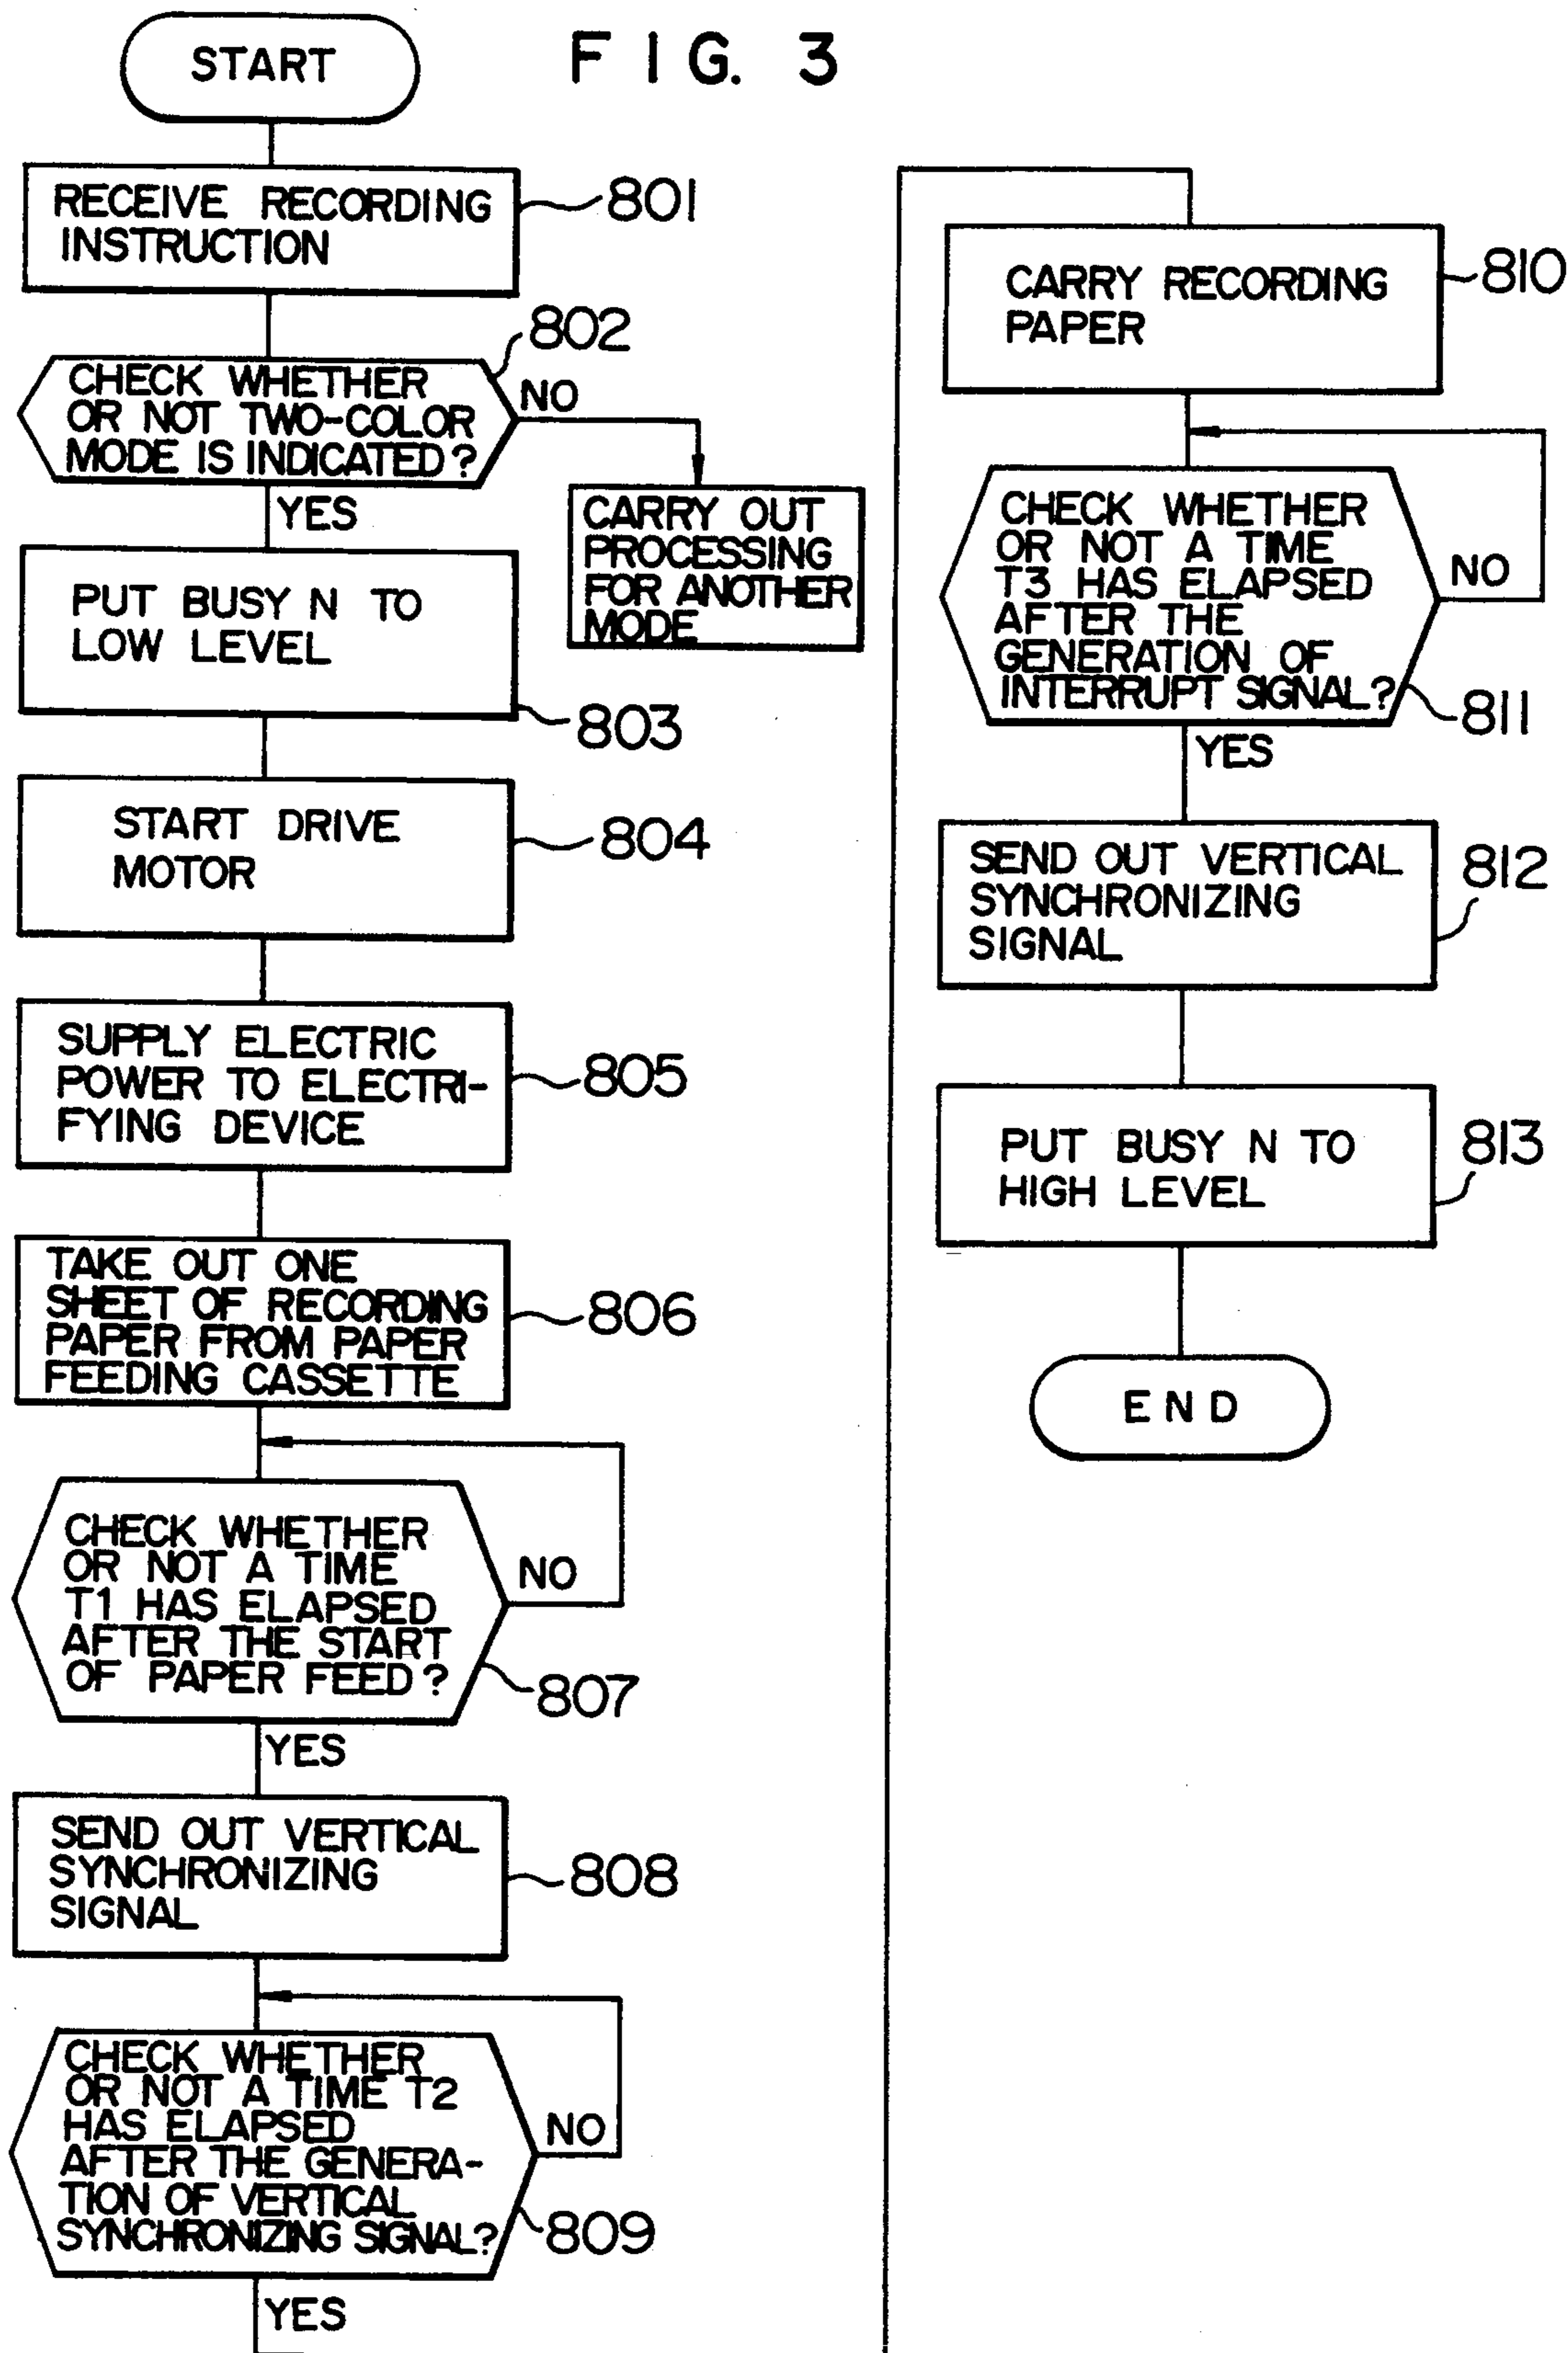 START
F I G. 3
RECEIVE RECORDING
INSTRUCTION
801
802
CHECK WHETHER
OR NOT TWO-COLOR
MODE IS INDICATED?
NO
YES
CARRY OUT
PROCESSING
FOR ANOTHER
MODE
PUT BUSY N TO
LOW LEVEL
803
START DRIVE
MOTOR
804
SUPPLY ELECTRIC
POWER TO ELECTRI-
FYING DEVICE
805
TAKE OUT ONE
SHEET OF RECORDING
PAPER FROM PAPER
FEEDING CASSETTE
806
CHECK WHETHER
OR NOT A TIME
T1 HAS ELAPSED
AFTER THE START
OF PAPER FEED?
NO
807
YES
SEND OUT VERTICAL
SYNCHRONIZING
SIGNAL
808
CHECK WHETHER
OR NOT A TIME T2
HAS ELAPSED
AFTER THE GENERA-
TION OF VERTICAL
SYNCHRONIZING SIGNAL?
NO
809
YES
CARRY RECORDING
PAPER
810
CHECK WHETHER
OR NOT A TIME
T3 HAS ELAPSED
AFTER THE
GENERATION OF
INTERRUPT SIGNAL?
NO
811
YES
SEND OUT VERTICAL
SYNCHRONIZING
SIGNAL
812
PUT BUSY N TO
HIGH LEVEL
813
END